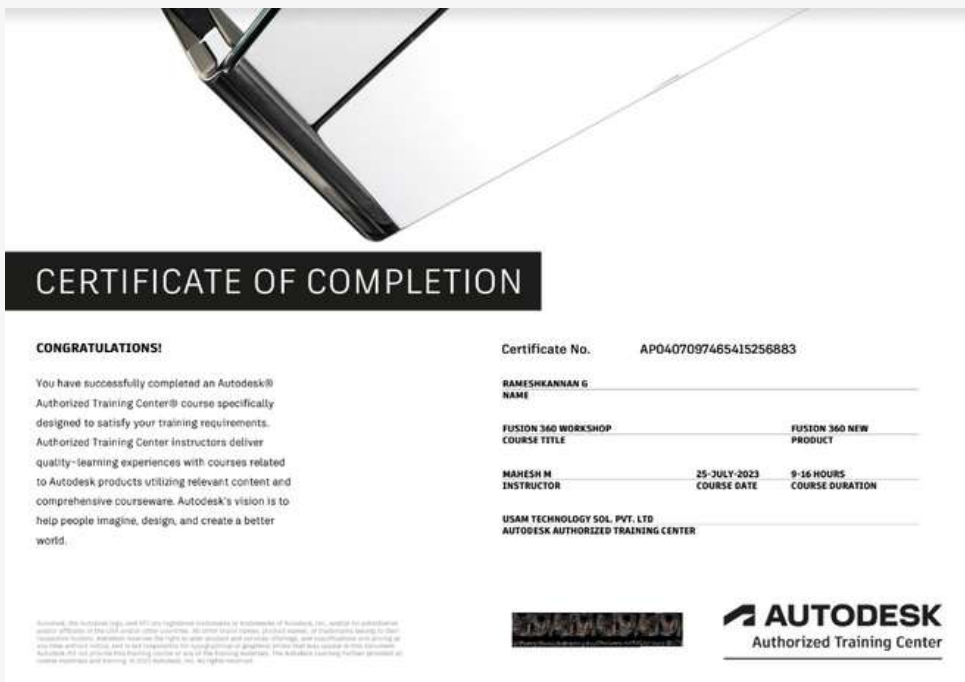 CERTIFICATE OF COMPLETION
CONGRATULATIONS!
You have successfully completed an Autodesk®
Authorized Training Center® course specifically
designed to satisfy your training requirements.
Authorized Training Center instructors deliver
quality-learning experiences with courses related
to Autodesk products utilizing relevant content and
comprehensive courseware. Autodesk's vision is to
help people imagine, design, and create a better
world.
Certificate No. AP0407097465415256883
RAMESHKANNAN G
NAME
FUSION 360 WORKSHOP FUSION 360 NEW
COURSE TITLE PRODUCT
MAHESH M 25-JULY-2023 9-16 HOURS
INSTRUCTOR COURSE DATE COURSE DURATION
USAM TECHNOLOGY SOL. PVT. LTD
AUTODESK AUTHORIZED TRAINING CENTER
AUTODESK
Authorized Training Center